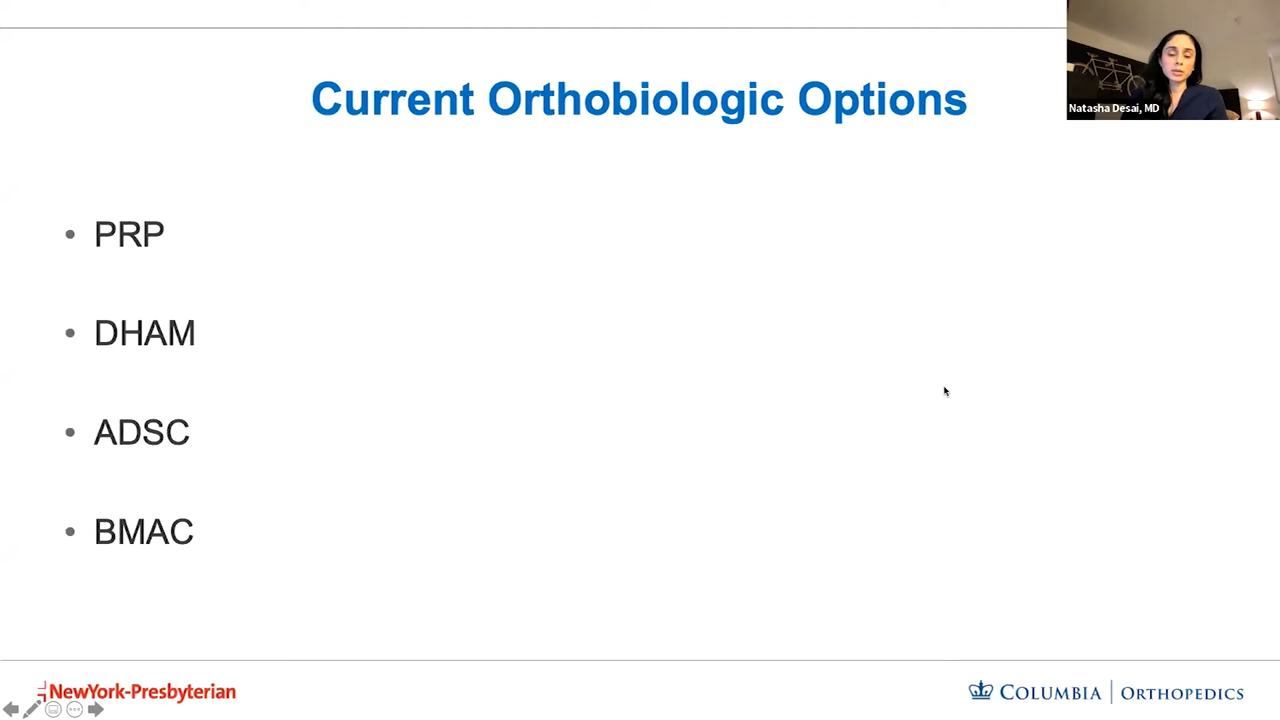 Current Orthobiologic Options
Natasha Desai, MD
• PRP
• DHAM
• ADSC
• BMAC
NewYork-Presbyterian
COLUMBIA | ORTHOPEDICS